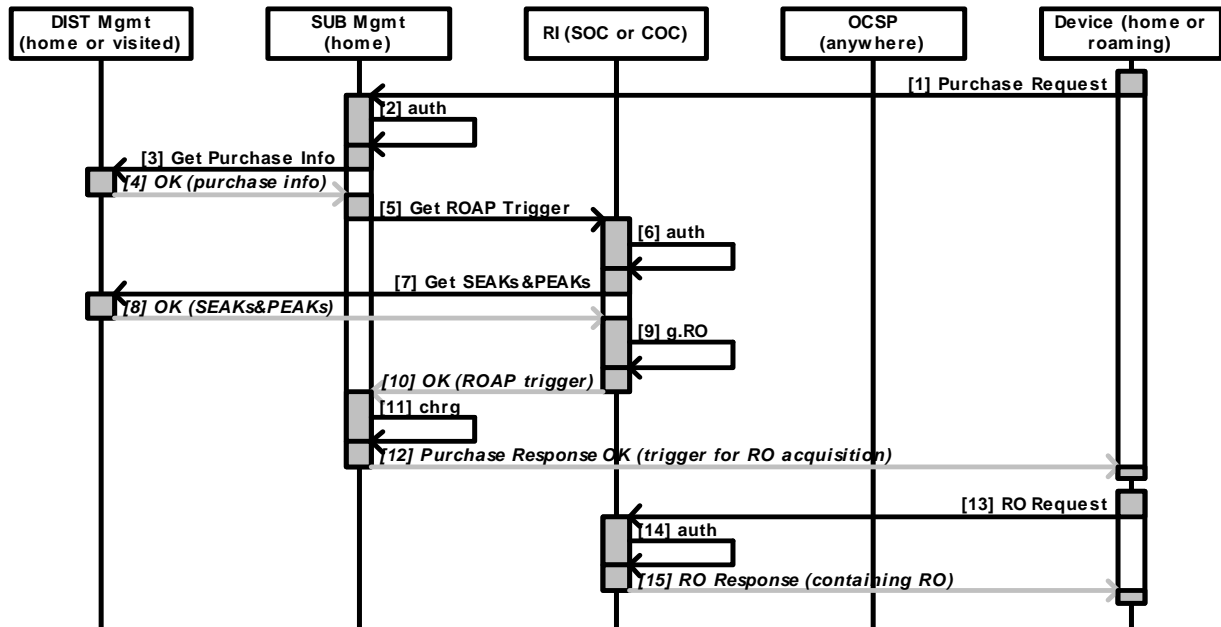 DIST Mgmt
(home or visited)
SUB Mgmt
(home)
RI (SOC or COC)
OCSP
(anywhere)
Device (home or
roaming)
[1] Purchase Request
[2] auth
[3] Get Purchase Info
[4] OK (purchase info)
[5] Get ROAP Trigger
[6] auth
[7] Get SEAKs&PEAKs
[8] OK (SEAKs&PEAKs)
[9] g.RO
[10] OK (ROAP trigger)
[11] chrg
[12] Purchase Response OK (trigger for RO acquisition)
[13] RO Request
[14] auth
[15] RO Response (containing RO)